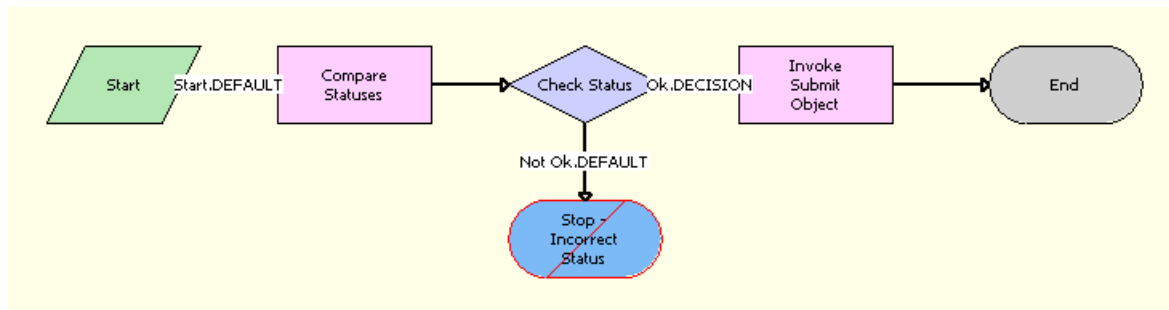 Start
Start.DEFAULT
Compare
Statuses
Check Status
Ok.DECISION
Invoke
Submit
Object
End
Not Ok.DEFAULT
Stop -
Incorrect
Status